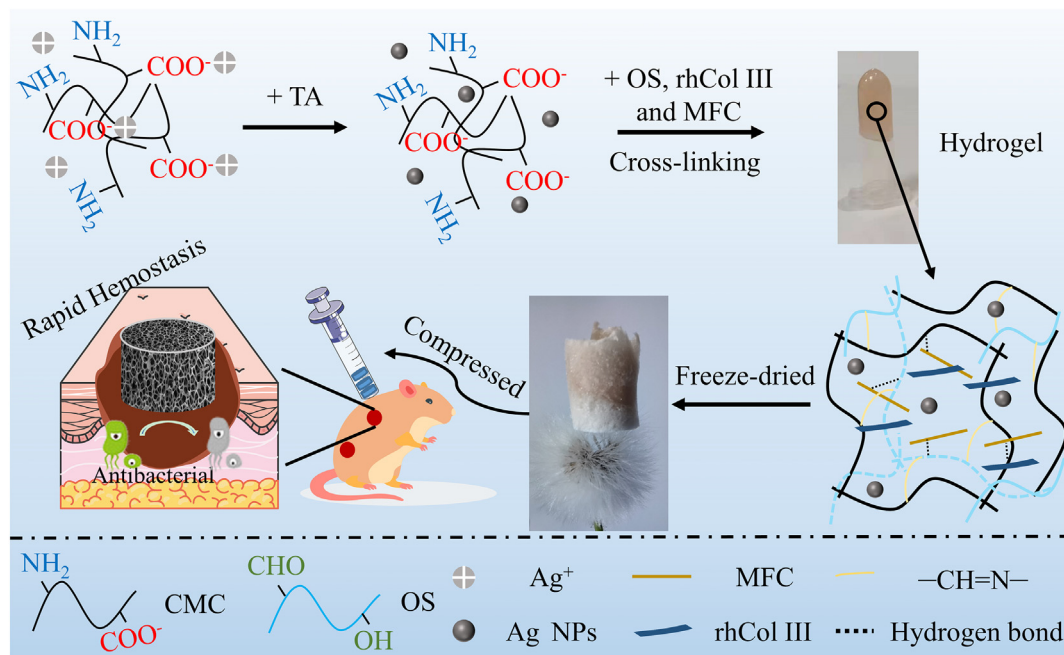 NH₂
NH₂
COO⁻
COO⁻
COO⁻
NH₂
+ TA
NH₂
NH₂
COO⁻
COO⁻
NH₂
+ OS, rhCol III
and MFC
Cross-linking
Hydrogel
Rapid Hemostasis
Antibacterial
Compressed
Freeze-dried
NH₂
COO⁻
CMC
CHO
OH
OS
Ag⁺
MFC
–CH=N–
Ag NPs
rhCol III
Hydrogen bond